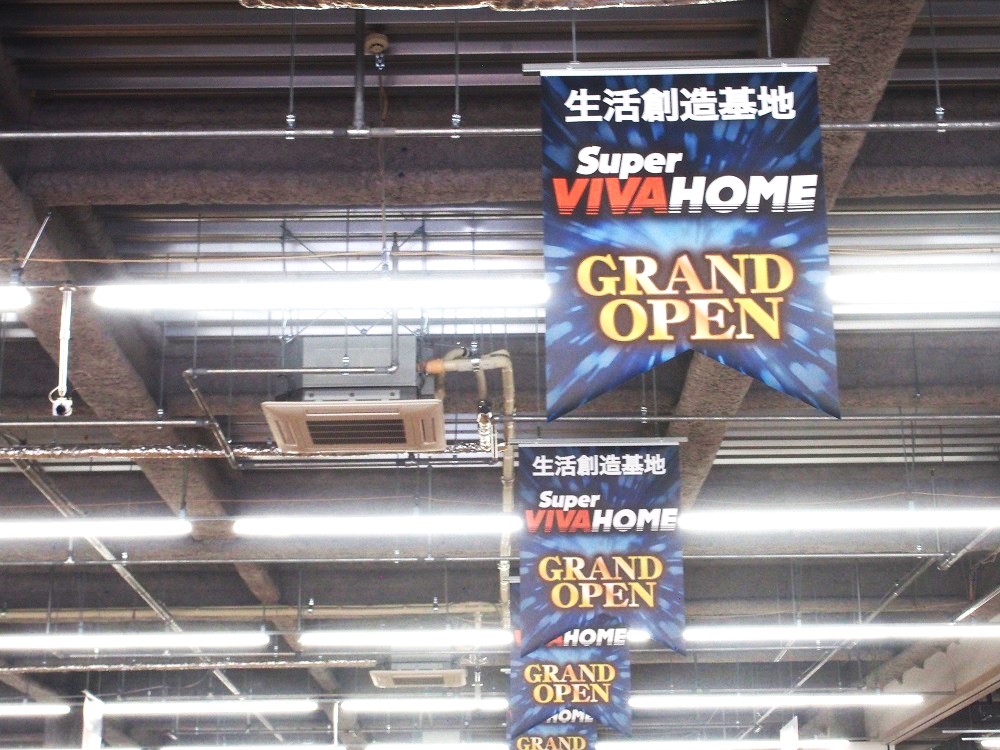 生活創造基地
Super
VIVAHOME
GRAND
OPEN
生活創造基地
Super
VIVAHOME
GRAND
OPEN
HOME
GRAND
OPEN
HOME
GRAND